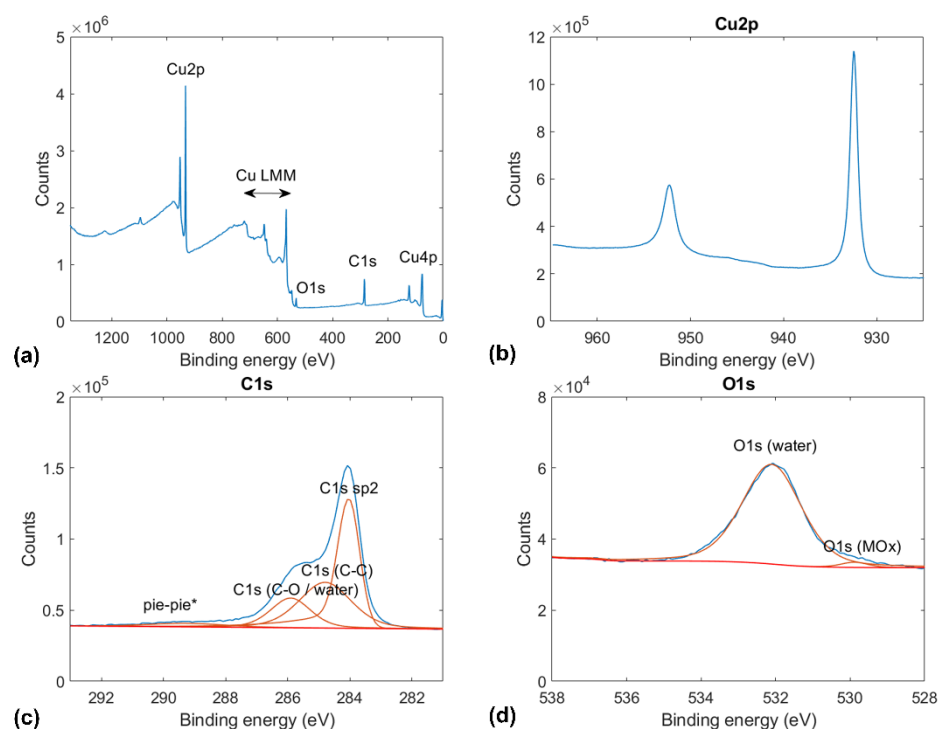 × 10^6
5
4
3
2
1
0
Counts
Cu2p
Cu LMM
O1s
C1s
Cu4p
1200 1000 800 600 400 200 0
Binding energy (eV)
(a)
Cu2p
× 10^5
12
10
8
6
4
2
0
Counts
960 950 940 930
Binding energy (eV)
(b)
C1s
× 10^5
2
1.5
1
0.5
0
Counts
C1s sp2
C1s (C-C)
C1s (C-O / water)
pie-pie*
292 290 288 286 284 282
Binding energy (eV)
(c)
O1s
× 10^4
8
6
4
2
0
Counts
O1s (water)
O1s (MOx)
538 536 534 532 530 528
Binding energy (eV)
(d)